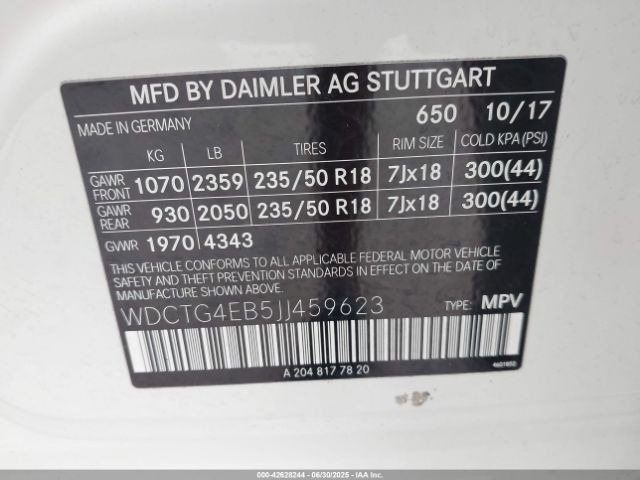 MFD BY DAIMLER AG STUTTGART
MADE IN GERMANY 650 10/17
KG LB TIRES RIM SIZE COLD KPA(PSI)
GAWR FRONT 1070 2359 235/50 R18 7Jx18 300(44)
GAWR REAR 930 2050 235/50 R18 7Jx18 300(44)
GVWR 1970 4343
THIS VEHICLE CONFORMS TO ALL APPLICABLE FEDERAL MOTOR VEHICLE
SAFETY AND THEFT PREVENTION STANDARDS IN EFFECT ON THE
DATE OF MANUFACTURE SHOWN ABOVE.
WDCTG4EB5JJ459623 TYPE: MPV
A 204 817 78 20
000-42628244 - 06/30/2025 - IAAI.COM